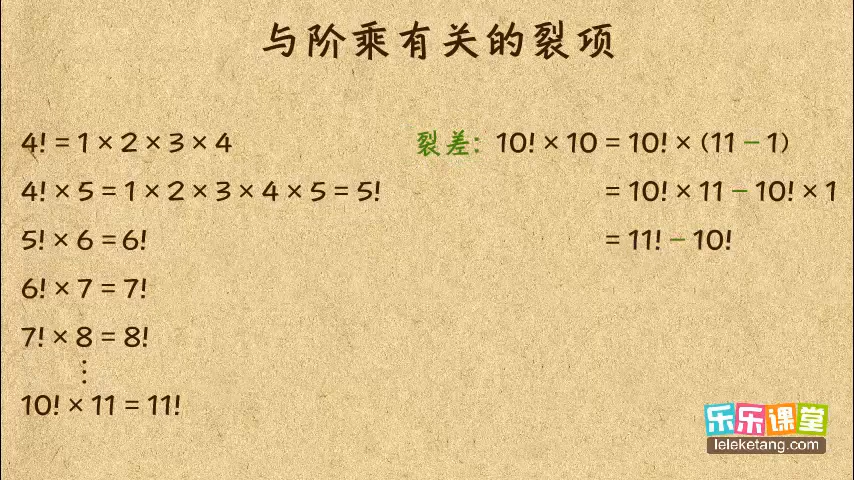 与阶乘有关的裂项
4! = 1 × 2 × 3 × 4
4! × 5 = 1 × 2 × 3 × 4 × 5 = 5!
5! × 6 = 6!
6! × 7 = 7!
7! × 8 = 8!
⋮
10! × 11 = 11!
裂差: 10! × 10 = 10! × (11 − 1)
= 10! × 11 − 10! × 1
= 11! − 10!
乐乐课堂
leleketang.com